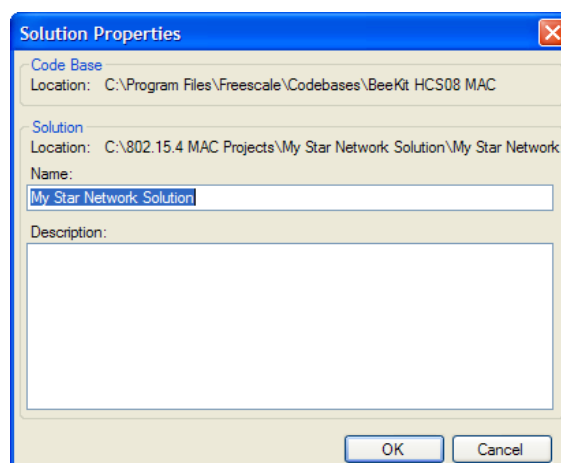 Solution Properties
Code Base
Location: C:\Program Files\Freescale\Codebases\BeeKit HCS08 MAC
Solution
Location: C:\802.15.4 MAC Projects\My Star Network Solution\My Star Network
Name:
My Star Network Solution
Description:
OK Cancel